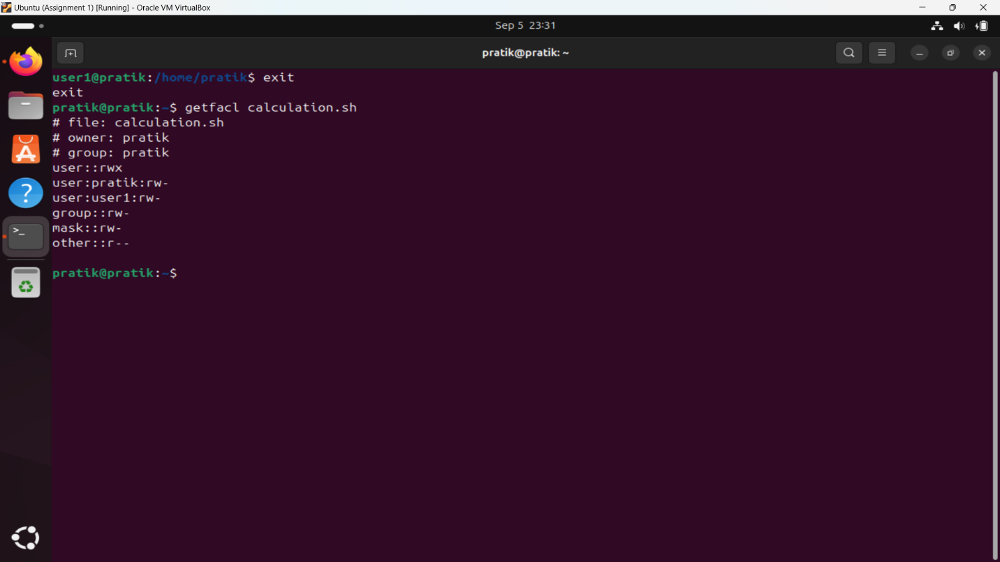 Ubuntu (Assignment 1) [Running] - Oracle VM VirtualBox
Sep 5 23:31
pratik@pratik: ~
user1@pratik:/home/pratik$ exit
exit
pratik@pratik:~$ getfacl calculation.sh
# file: calculation.sh
# owner: pratik
# group: pratik
user::rwx
user:pratik:rw-
user:user1:rw-
group::rw-
mask::rw-
other::r--
pratik@pratik:~$